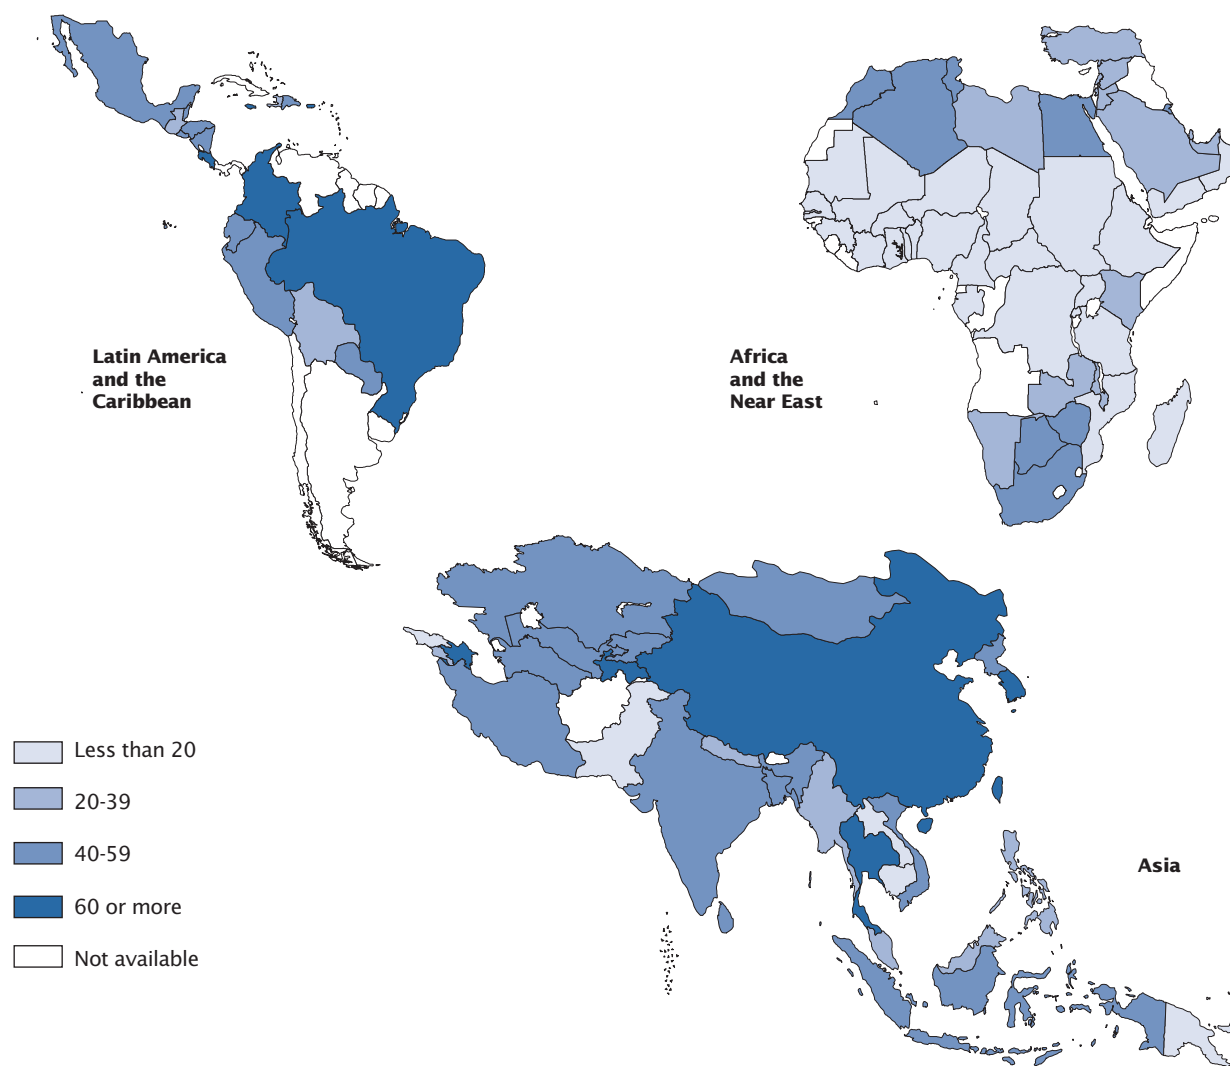 Latin America
and the
Caribbean
Africa
and the
Near East
Asia
Less than 20
20-39
40-59
60 or more
Not available